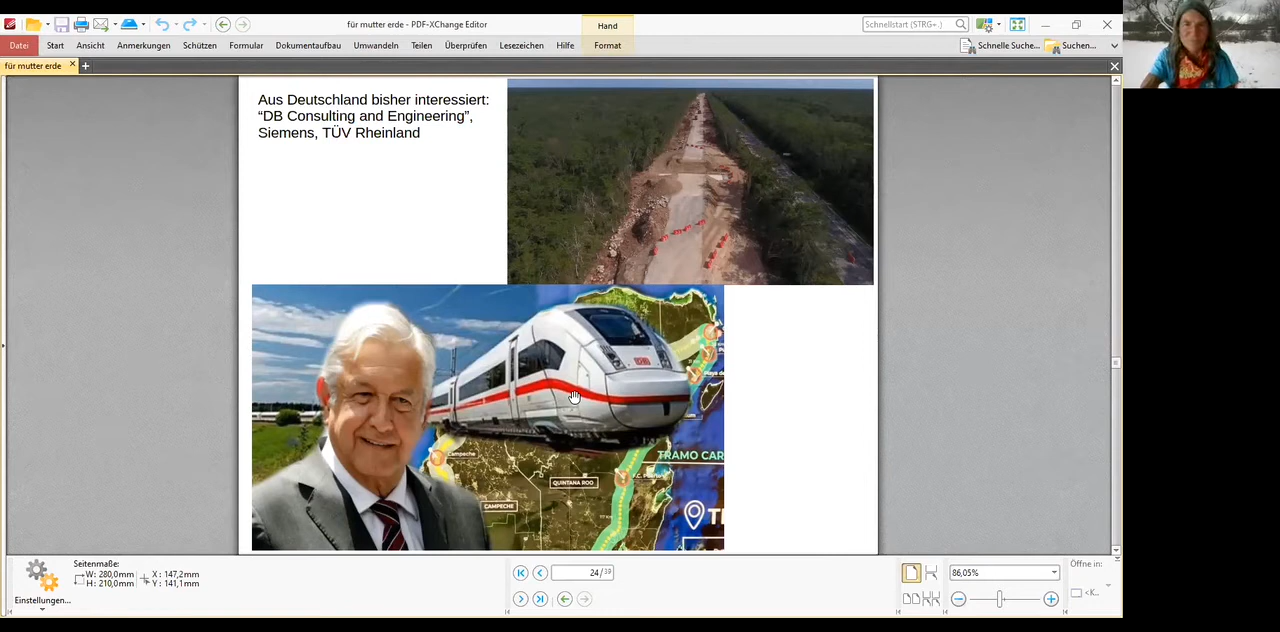 für mutter erde - PDF-XChange Editor
Hand
Schnellstart (STRG+.)
Datei
Start
Ansicht
Anmerkungen
Schützen
Formular
Dokumentaufbau
Umwandeln
Teilen
Überprüfen
Lesezeichen
Hilfe
Format
Schnelle Suche...
Suchen...
für mutter erde
Aus Deutschland bisher interessiert:
“DB Consulting and Engineering”,
Siemens, TÜV Rheinland
DB
Campeche
QUINTANA ROO
CAMPECHE
TRAMO CAR
Seitenmaße:
W: 280,0mm
H: 210,0mm
X: 147,2mm
Y: 141,1mm
Einstellungen...
24 / 39
86,05%
Öffne in:
<K..